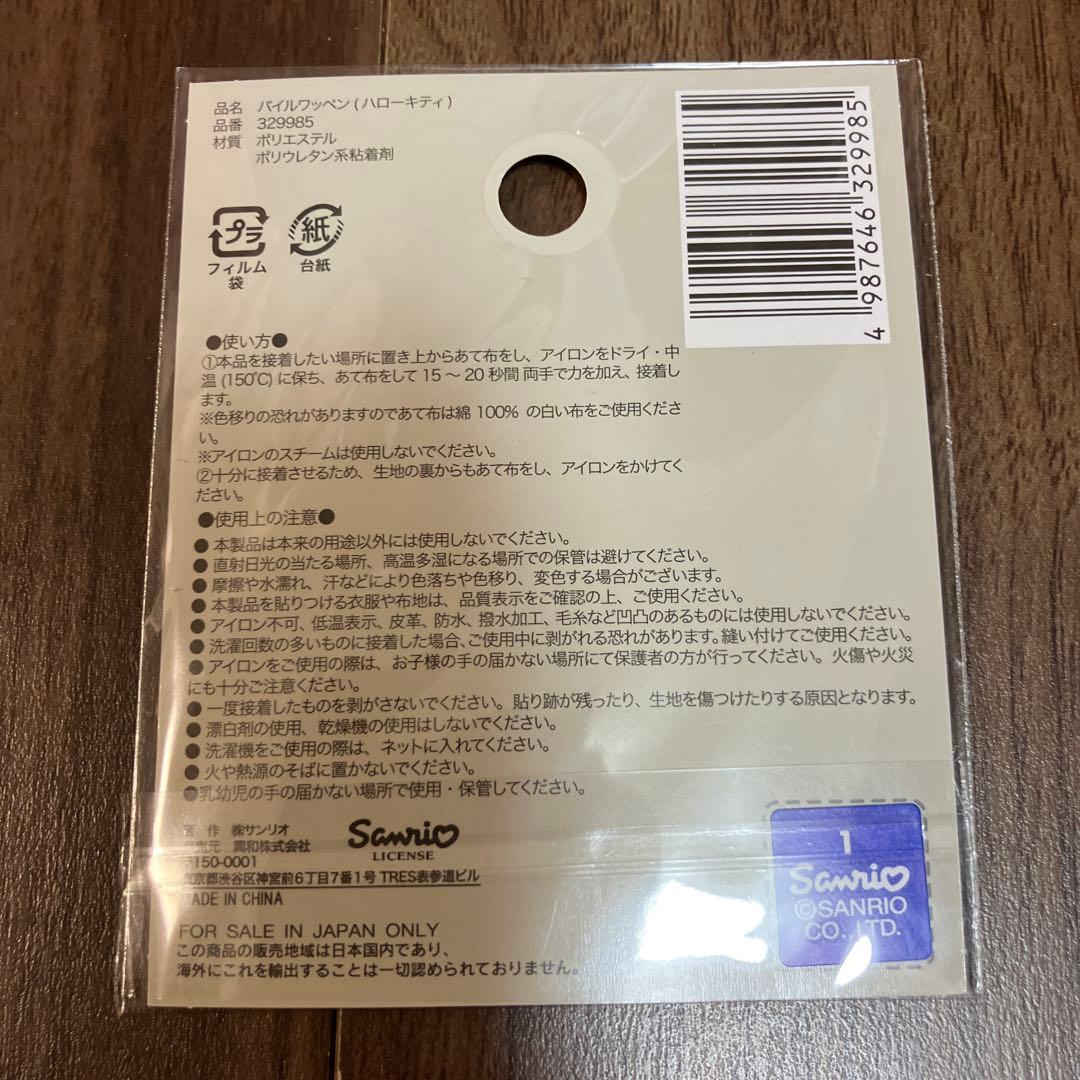 品名 パイルワッペン(ハローキティ)
品番 329985
材質 ポリエステル
ポリウレタン系粘着剤
4 987646 329985
プラ
フィルム
袋
紙
台紙
●使い方●
①本品を接着したい場所に置き上からあて布をし、アイロンをドライ・中
温(150℃)に保ち、あて布をして15～20秒間両手で力を加え、接着し
ます。
※色移りの恐れがありますのであて布は綿100%の白い布をご使用くださ
い。
※アイロンのスチームは使用しないでください。
②十分に接着させるため、生地の裏からもあて布をし、アイロンをかけてく
ださい。
●使用上の注意●
●本製品は本来の用途以外には使用しないでください。
●直射日光の当たる場所、高温多湿になる場所での保管は避けてください。
●摩擦や水濡れ、汗などにより色落ちや色移り、変色する場合がございます。
●本製品を貼りつける衣服や布地は、品質表示をご確認の上、ご使用ください。
●アイロン不可、低温表示、皮革、防水、撥水加工、毛糸など凹凸のあるものには使用しないでください。
●洗濯回数の多いものに接着した場合、ご使用中に剥がれる恐れがあります。縫い付けてご使用ください。
●アイロンをご使用の際は、お子様の手の届かない場所にて保護者の方が行ってください。火傷や火災
にも十分ご注意ください。
●一度接着したものを剥がさないでください。貼り跡が残ったり、生地を傷つけたりする原因となります。
●漂白剤の使用、乾燥機の使用はしないでください。
●洗濯機をご使用の際は、ネットに入れてください。
●火や熱源のそばに置かないでください。
●乳幼児の手の届かない場所で使用・保管してください。
作 ㈱サンリオ
元 興和株式会社
〒150-0001
東京都渋谷区神宮前6丁目7番1号 TRES表参道ビル
MADE IN CHINA
Sanrio
LICENSE
FOR SALE IN JAPAN ONLY
この商品の販売地域は日本国内であり、
海外にこれを輸出することは一切認められておりません。
1
Sanrio
©SANRIO
CO., LTD.